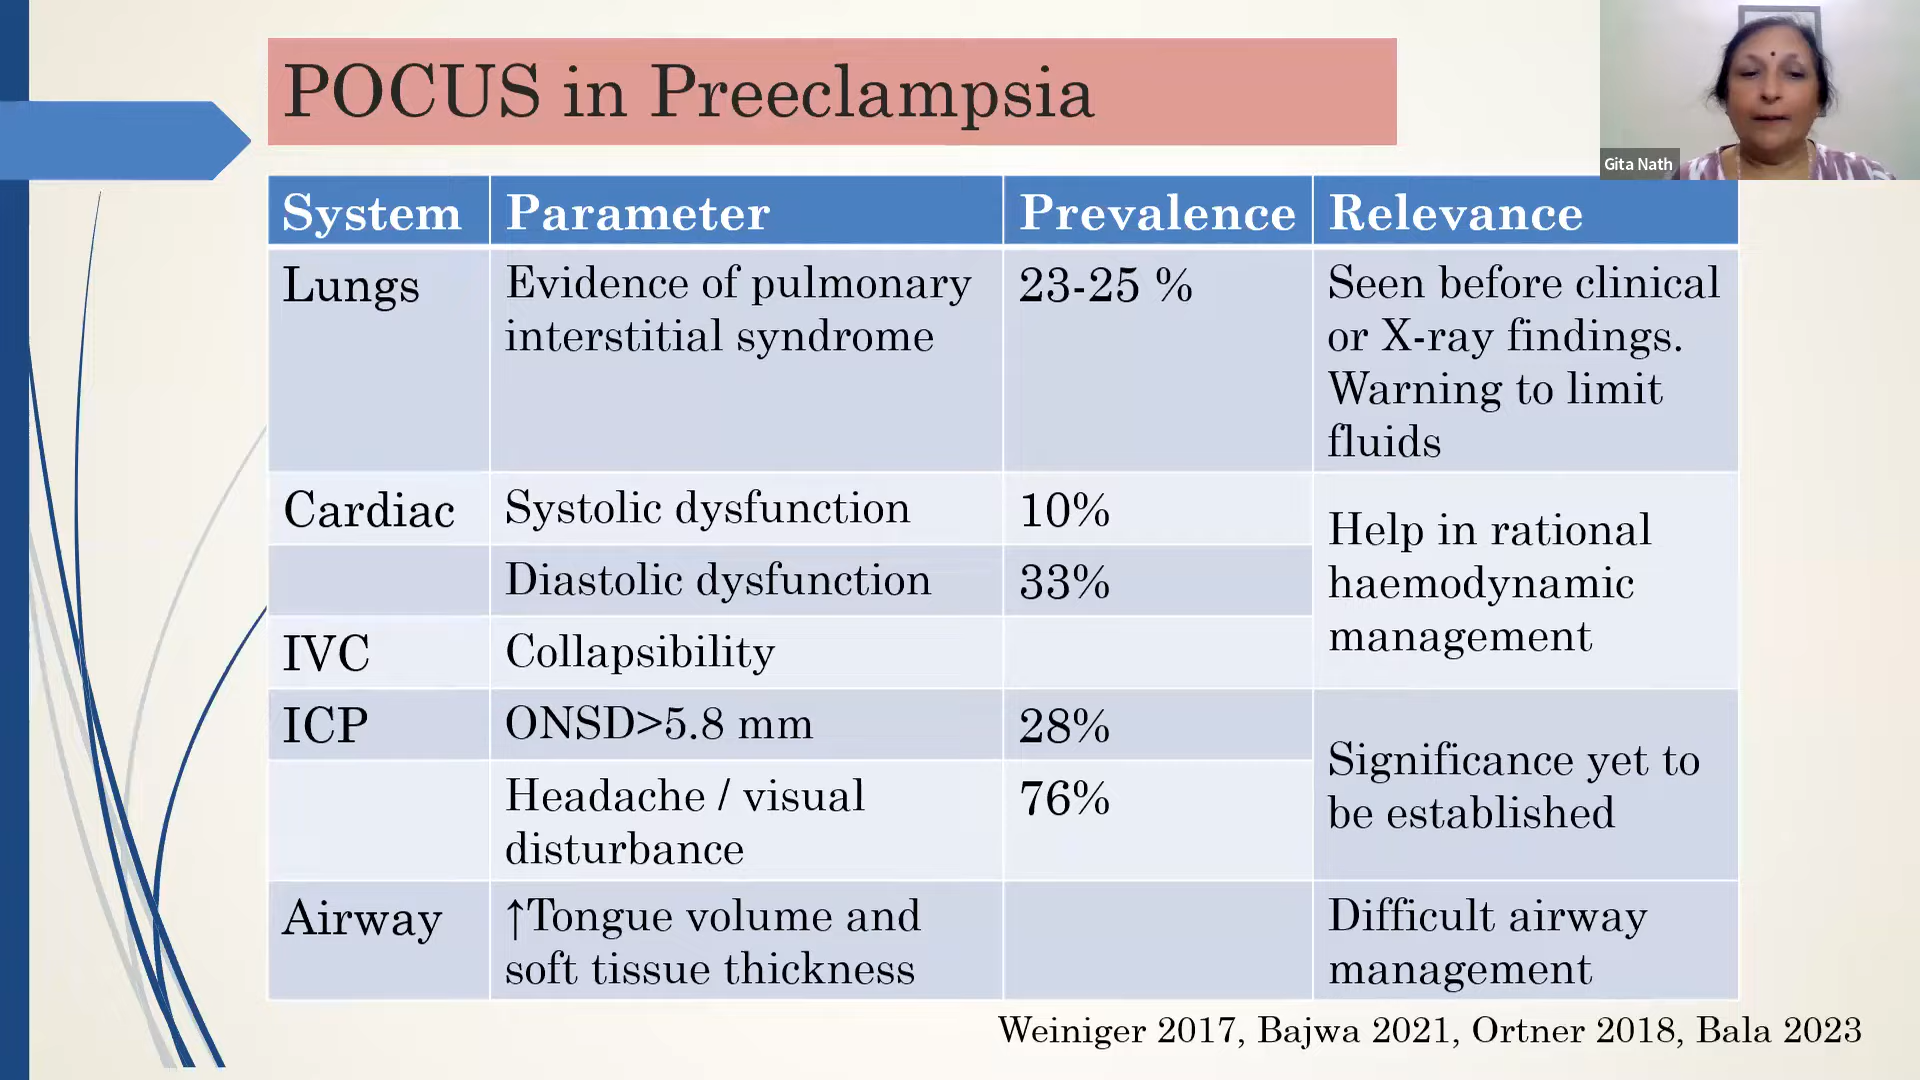 POCUS in Preeclampsia
Gita Nath
System Parameter Prevalence Relevance
Lungs
Evidence of pulmonary
interstitial syndrome
23-25 %
Seen before clinical
or X-ray findings.
Warning to limit
fluids
Cardiac
Systolic dysfunction
10%
Help in rational
haemodynamic
management
Diastolic dysfunction
33%
IVC
Collapsibility
ICP
ONSD>5.8 mm
28%
Significance yet to
be established
Headache / visual
disturbance
76%
Airway
↑Tongue volume and
soft tissue thickness
Difficult airway
management
Weiniger 2017, Bajwa 2021, Ortner 2018, Bala 2023